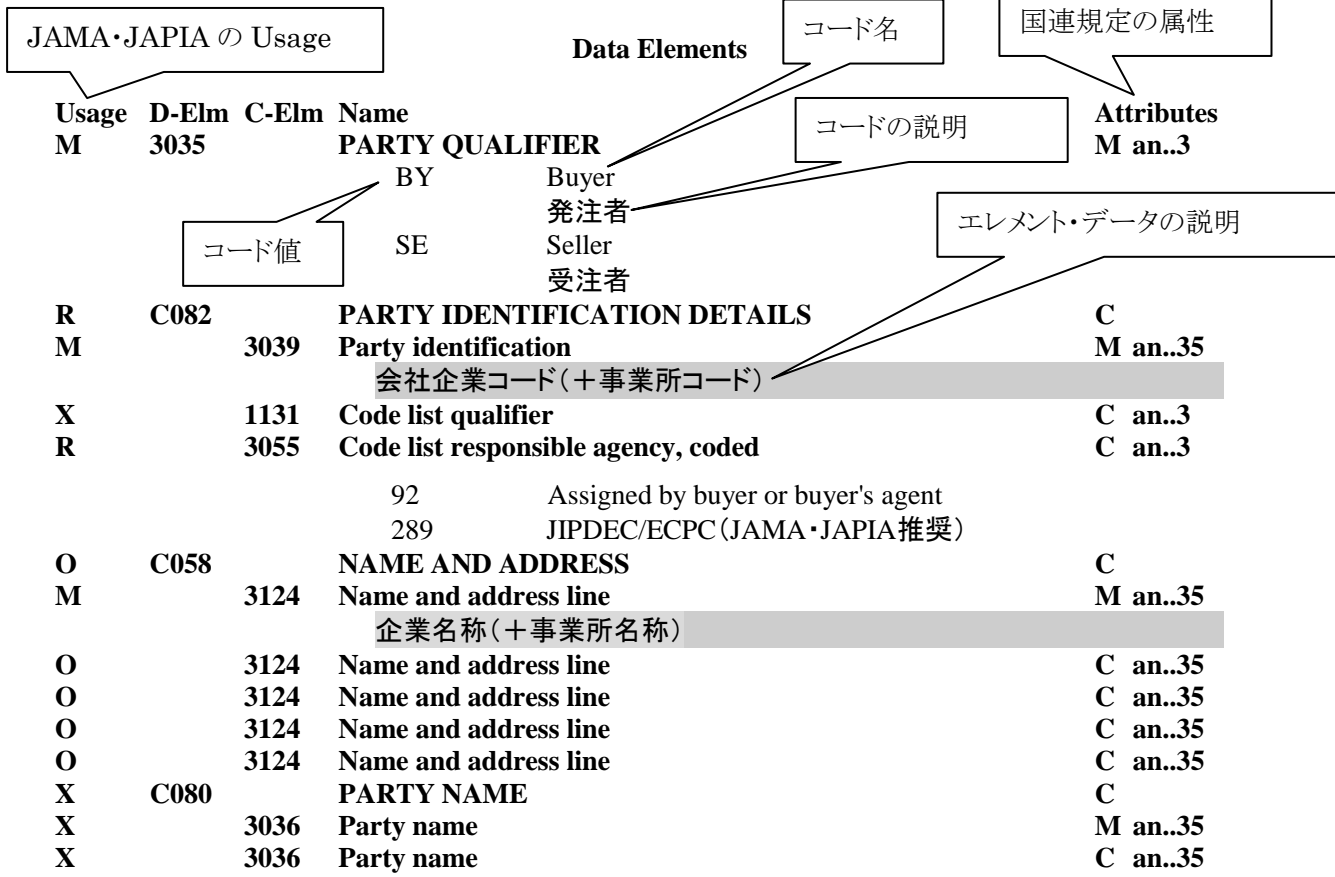 JAMA・JAPIA の Usage
コード名
国連規定の属性
Data Elements
Usage D-Elm C-Elm Name Attributes
M 3035 PARTY QUALIFIER M an..3
コードの説明
BY Buyer
発注者
エレメント・データの説明
コード値
SE Seller
受注者
R C082 PARTY IDENTIFICATION DETAILS C
M 3039 Party identification M an..35
会社企業コード（＋事業所コード）
X 1131 Code list qualifier C an..3
R 3055 Code list responsible agency, coded C an..3
92 Assigned by buyer or buyer's agent
289 JIPDEC/ECPC（JAMA・JAPIA推奨）
O C058 NAME AND ADDRESS C
M 3124 Name and address line M an..35
企業名称（＋事業所名称）
O 3124 Name and address line C an..35
O 3124 Name and address line C an..35
O 3124 Name and address line C an..35
O 3124 Name and address line C an..35
X C080 PARTY NAME C
X 3036 Party name M an..35
X 3036 Party name C an..35